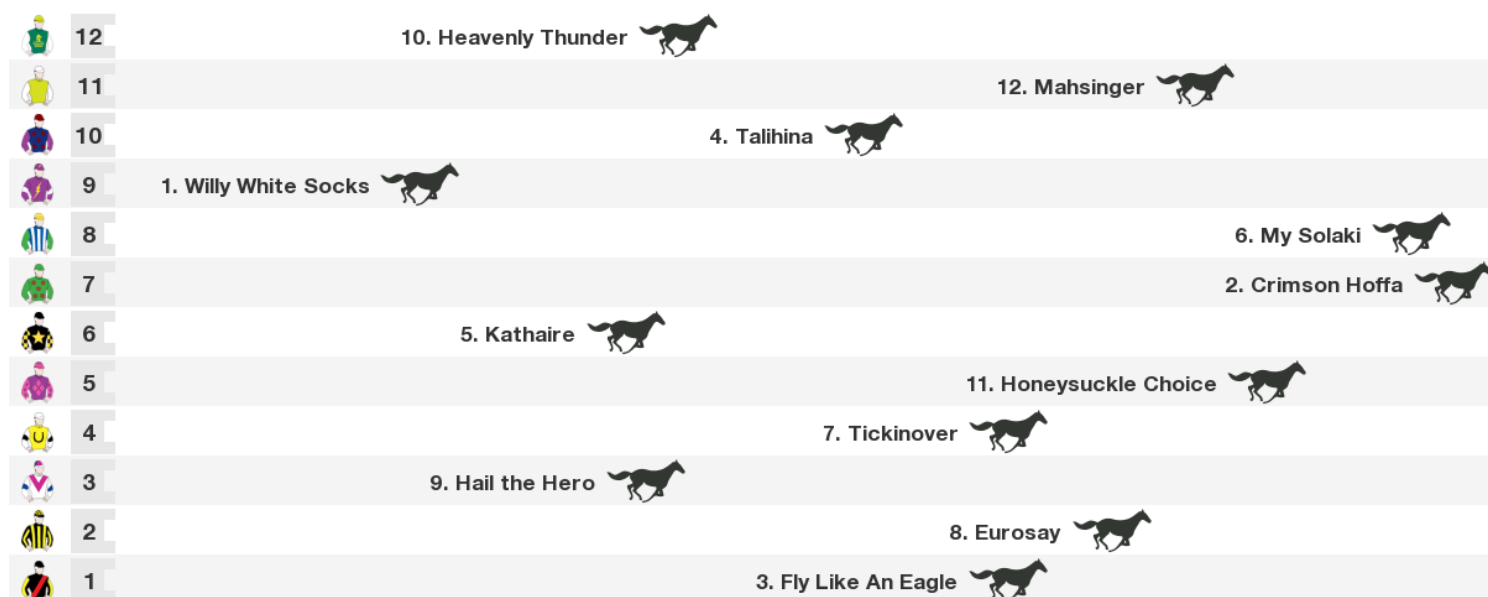 12 10. Heavenly Thunder
11 12. Mahsinger
10 4. Talihina
9 1. Willy White Socks
8 6. My Solaki
7 2. Crimson Hoffa
6 5. Kathaire
5 11. Honeysuckle Choice
4 7. Tickinover
3 9. Hail the Hero
2 8. Eurosay
1 3. Fly Like An Eagle